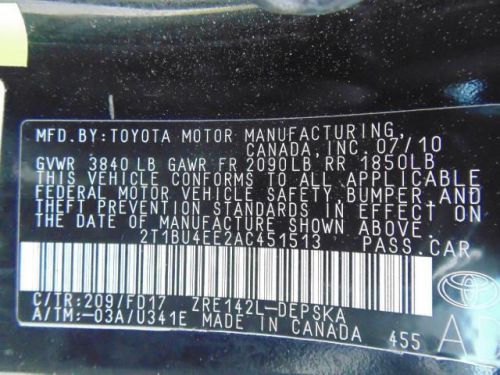 MFD. BY: TOYOTA MOTOR MANUFACTURING,
CANADA, INC. 07/10
GVWR 3840 LB GAWR FR 2090LB RR 1850LB
THIS VEHICLE CONFORMS TO ALL APPLICABLE
FEDERAL MOTOR VEHICLE SAFETY, BUMPER, AND
THEFT PREVENTION STANDARDS IN EFFECT ON
THE DATE OF MANUFACTURE SHOWN ABOVE.
2T1BU4EE2AC451513 PASS. CAR
C/TR: 209/FD17 ZRE142L-DEPSKA
A/TM: -03A/U341E MADE IN CANADA 455 A